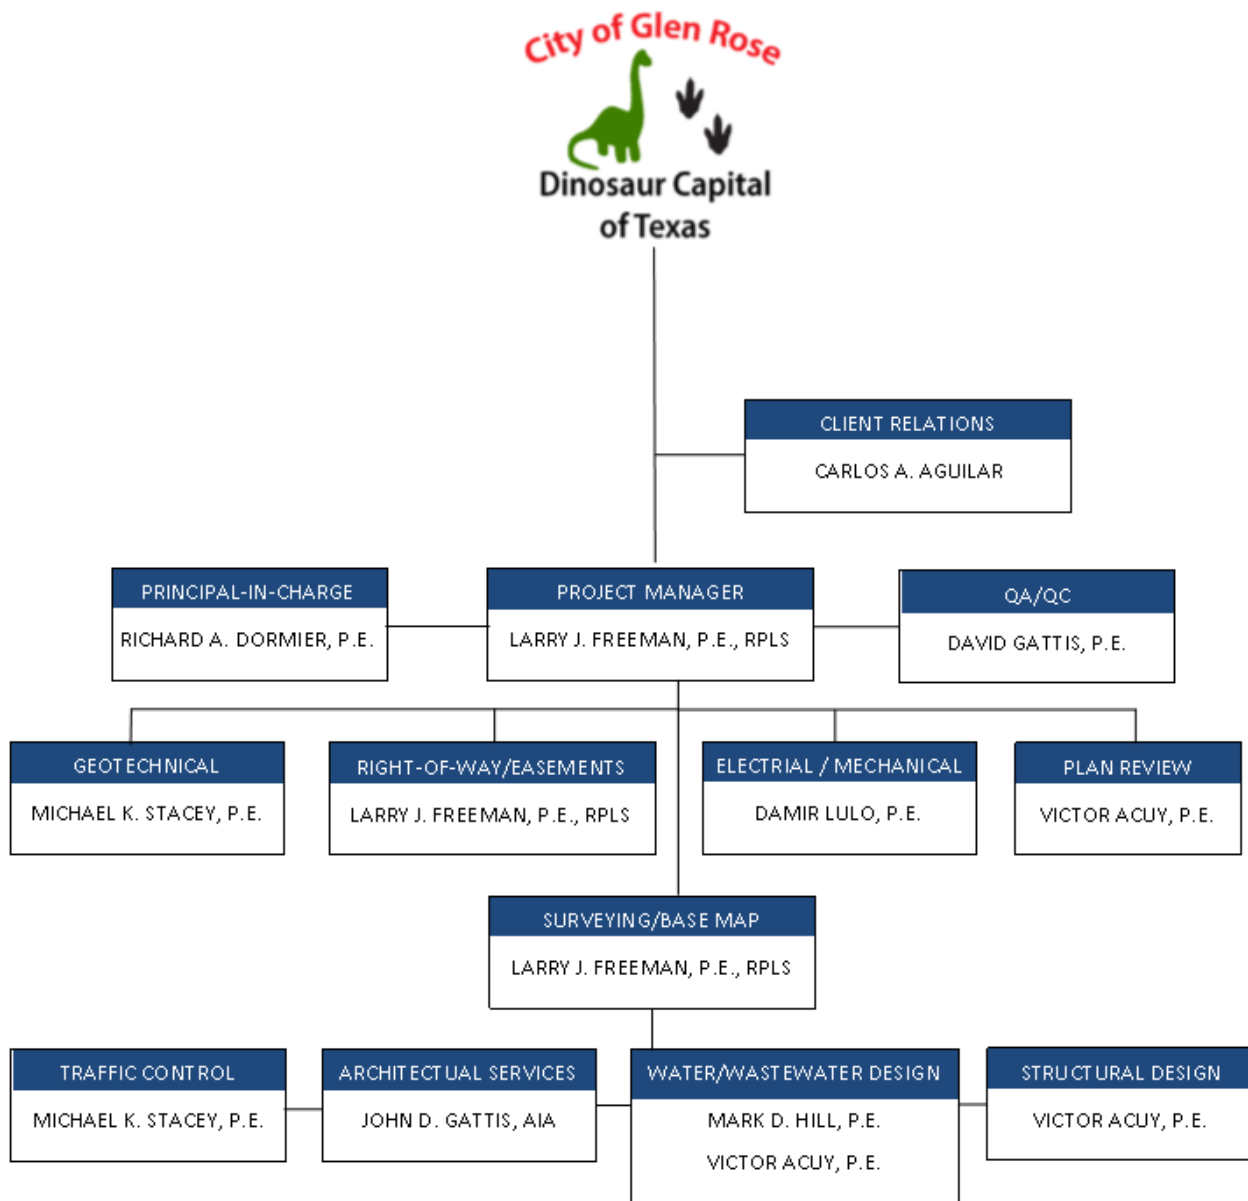 City of Glen Rose
Dinosaur Capital
of Texas
CLIENT RELATIONS
CARLOS A. AGUILAR
PRINCIPAL-IN-CHARGE
RICHARD A. DORMIER, P.E.
PROJECT MANAGER
LARRY J. FREEMAN, P.E., RPLS
QA/QC
DAVID GATTIS, P.E.
GEOTECHNICAL
MICHAEL K. STACEY, P.E.
RIGHT-OF-WAY/EASEMENTS
LARRY J. FREEMAN, P.E., RPLS
ELECTRIAL / MECHANICAL
DAMIR LULO, P.E.
PLAN REVIEW
VICTOR ACUY, P.E.
SURVEYING/BASE MAP
LARRY J. FREEMAN, P.E., RPLS
TRAFFIC CONTROL
MICHAEL K. STACEY, P.E.
ARCHITECTUAL SERVICES
JOHN D. GATTIS, AIA
WATER/WASTEWATER DESIGN
MARK D. HILL, P.E.
VICTOR ACUY, P.E.
STRUCTURAL DESIGN
VICTOR ACUY, P.E.